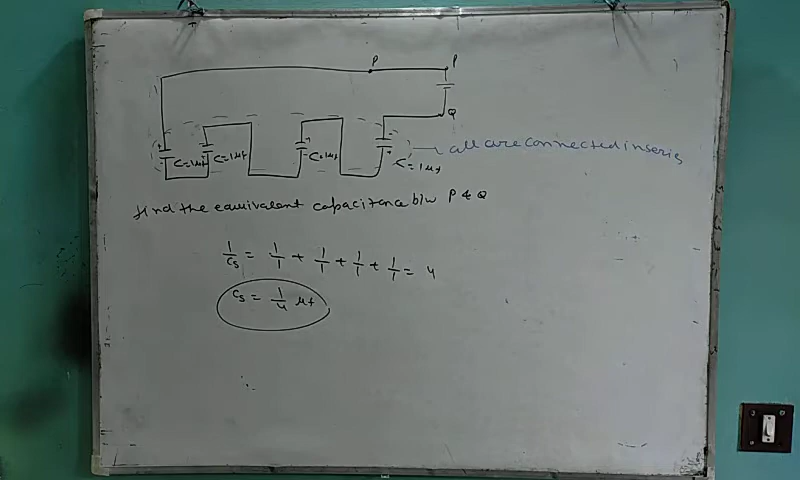 P P
Q
C=1μf C=1μf C=1μf C=1μf
all are connected in series
find the equivalent capacitance b/w P & Q
1/Cs = 1/1 + 1/1 + 1/1 + 1/1 = 4
Cs = 1/4 μf